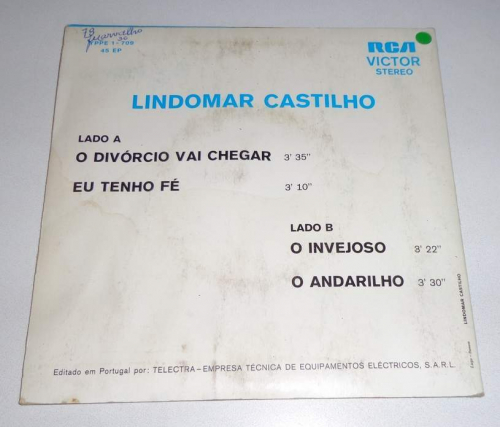 79
TPPE 1-709
45 EP
RCA
VICTOR
STEREO
LINDOMAR CASTILHO
LADO A
O DIVÓRCIO VAI CHEGAR 3' 35"
EU TENHO FÉ 3' 10"
LADO B
O INVEJOSO 3' 22"
O ANDARILHO 3' 30"
LINDOMAR CASTILHO
Editado em Portugal por: TELECTRA—EMPRESA TÉCNICA DE EQUIPAMENTOS ELÉCTRICOS, S.A.R.L.